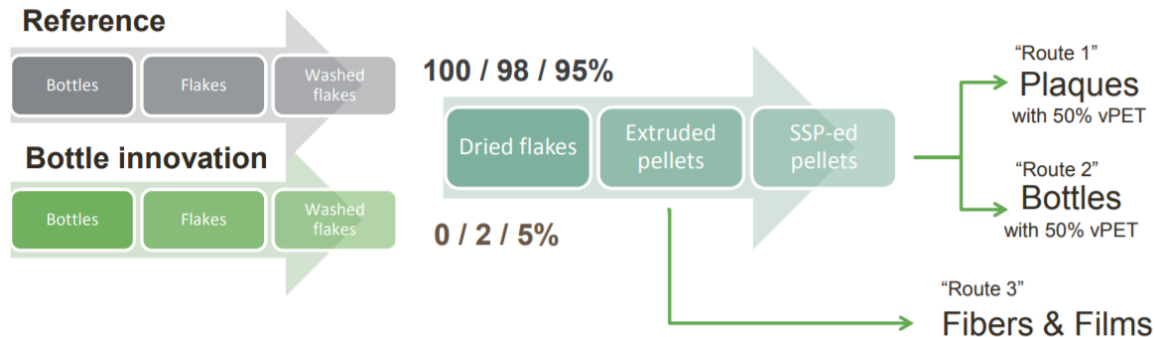 Reference
Bottles
Flakes
Washed
flakes
Bottle innovation
Bottles
Flakes
Washed
flakes
100 / 98 / 95%
Dried flakes
Extruded
pellets
SSP-ed
pellets
0 / 2 / 5%
“Route 1”
Plaques
with 50% vPET
“Route 2”
Bottles
with 50% vPET
“Route 3”
Fibers & Films